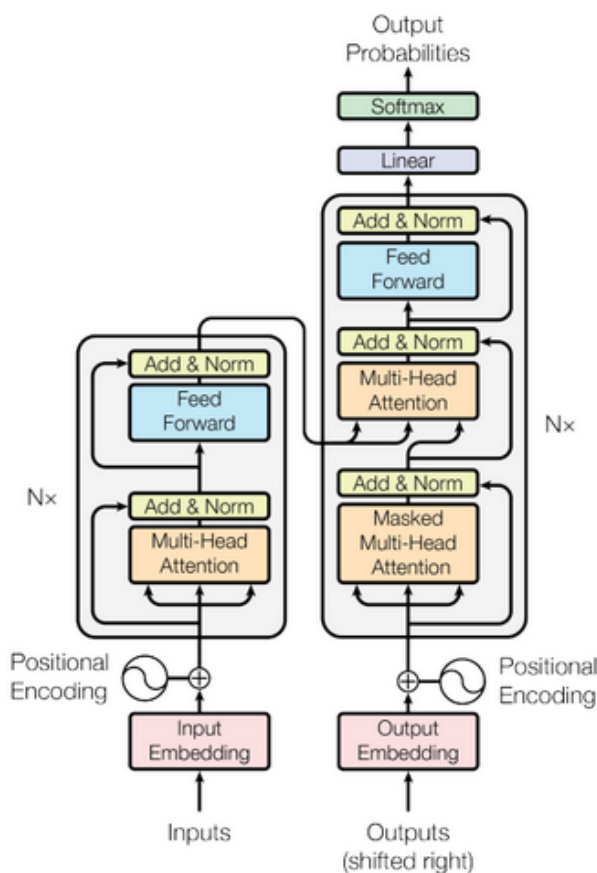 Output
Probabilities
Softmax
Linear
Add & Norm
Feed
Forward
Add & Norm
Multi-Head
Attention
Add & Norm
Masked
Multi-Head
Attention
N×
Add & Norm
Feed
Forward
Add & Norm
Multi-Head
Attention
N×
Positional
Encoding
Positional
Encoding
Input
Embedding
Output
Embedding
Inputs
Outputs
(shifted right)